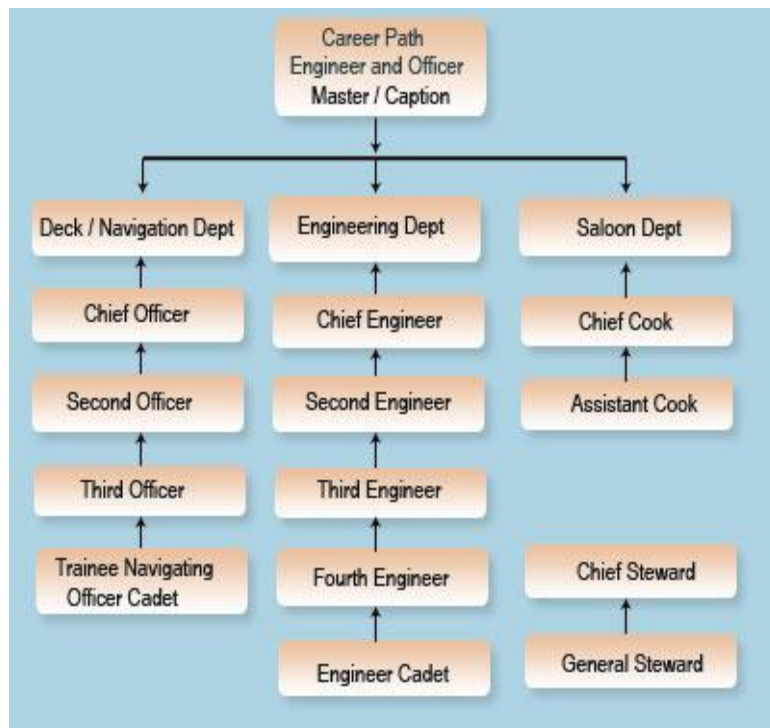 Career Path
Engineer and Officer
Master / Caption
Deck / Navigation Dept
Engineering Dept
Saloon Dept
Chief Officer
Chief Engineer
Chief Cook
Second Officer
Second Engineer
Assistant Cook
Third Officer
Third Engineer
Trainee Navigating
Officer Cadet
Fourth Engineer
Chief Steward
Engineer Cadet
General Steward